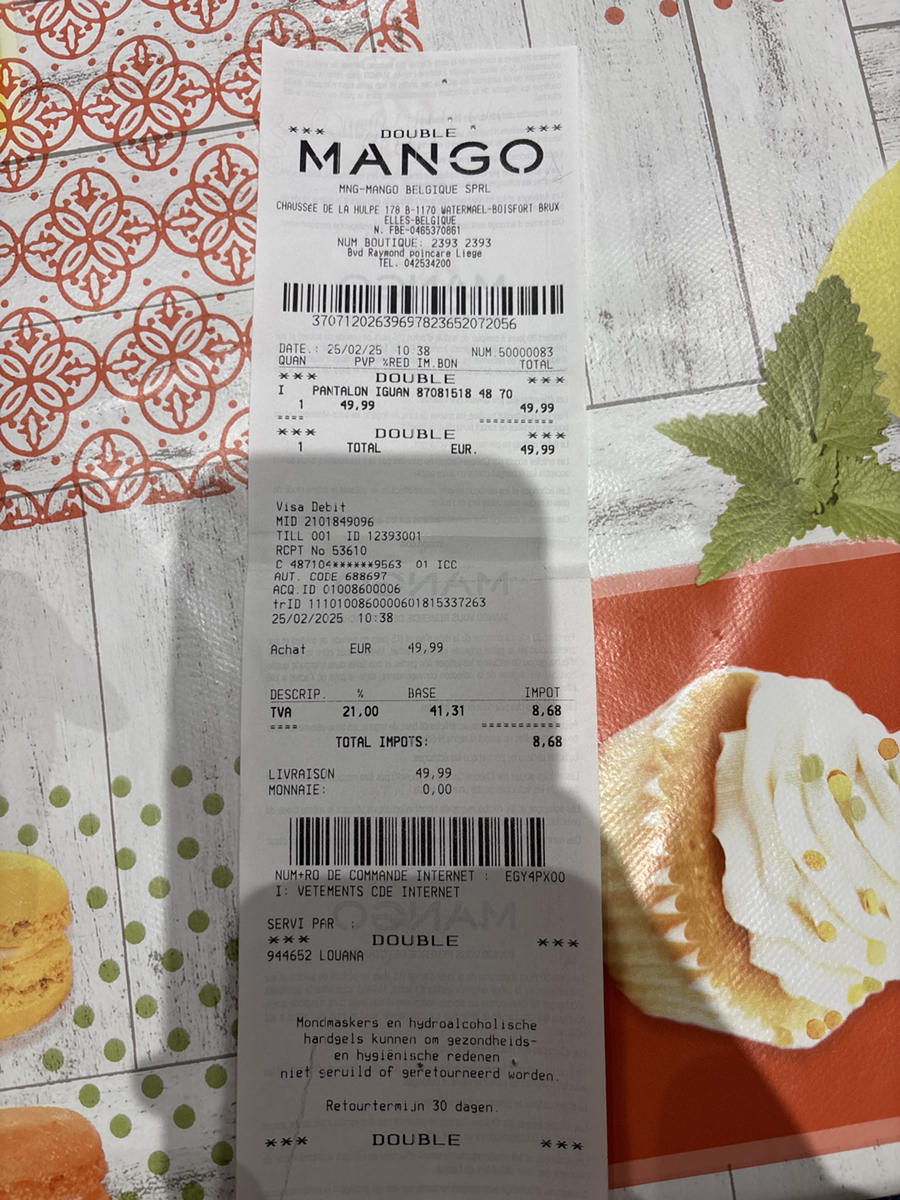 *** DOUBLE ***
MANGO
MNG-MANGO BELGIQUE SPRL
CHAUSSéE DE LA HULPE 178 B-1170 WATERMAEL-BOISFORT BRUX
ELLES-BELGIQUE
N. FBE-0465370861
NUM BOUTIQUE: 2393 2393
Bvd Raymond poincare Liege
TEL. 042534200
37071202639697823652072056
DATE.: 25/02/25 10 38 NUM 50000083
QUAN PVP %RED IM.BON TOTAL
*** DOUBLE ***
I PANTALON IGUAN 87081518 48 70
1 49,99 49,99
==== ===========
*** DOUBLE ***
1 TOTAL EUR. 49,99
Visa Debit
MID 2101849096
TILL 001 ID 12393001
RCPT No 53610
C 487104******9563 01 ICC
AUT. CODE 688697
ACQ.ID 01008600006
trID 1110100860000601815337263
25/02/2025 10:38
Achat EUR 49,99
DESCRIP. % BASE IMPOT
TVA 21,00 41,31 8,68
==== ===========
TOTAL IMPOTS: 8,68
LIVRAISON 49,99
MONNAIE: 0,00
NUM+RO DE COMMANDE INTERNET : EGY4PX00
I: VETEMENTS CDE INTERNET
SERVI PAR :
*** DOUBLE ***
944652 LOUANA
Mondmaskers en hydroalcoholische
handgels kunnen om gezondheids-
en hygiënische redenen
niet geruild of geretourneerd worden.
Retourtermijn 30 dagen.
*** DOUBLE ***